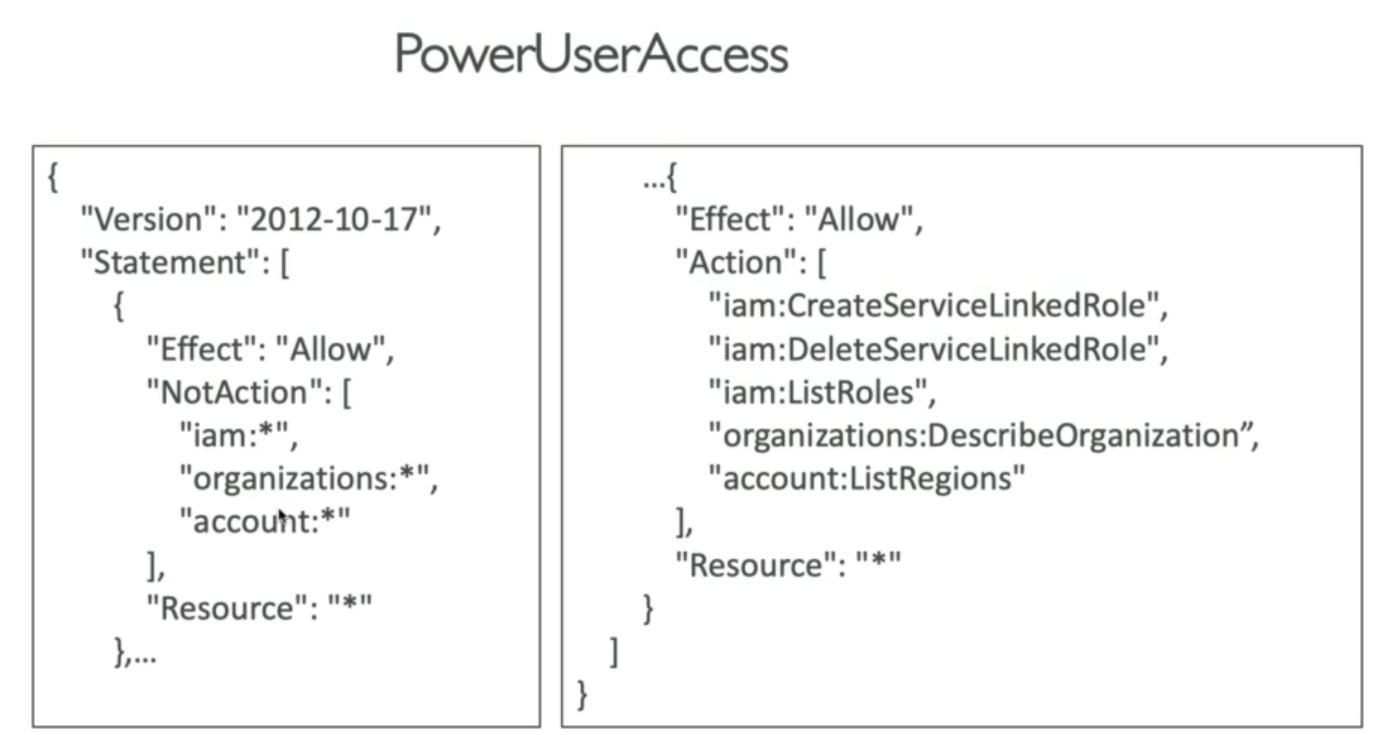 PowerUserAccess
{
"Version": "2012-10-17",
"Statement": [
{
"Effect": "Allow",
"NotAction": [
"iam:*",
"organizations:*",
"account:*"
],
"Resource": "*"
},...
...{
"Effect": "Allow",
"Action": [
"iam:CreateServiceLinkedRole",
"iam:DeleteServiceLinkedRole",
"iam:ListRoles",
"organizations:DescribeOrganization”,
"account:ListRegions"
],
"Resource": "*"
}
]
}